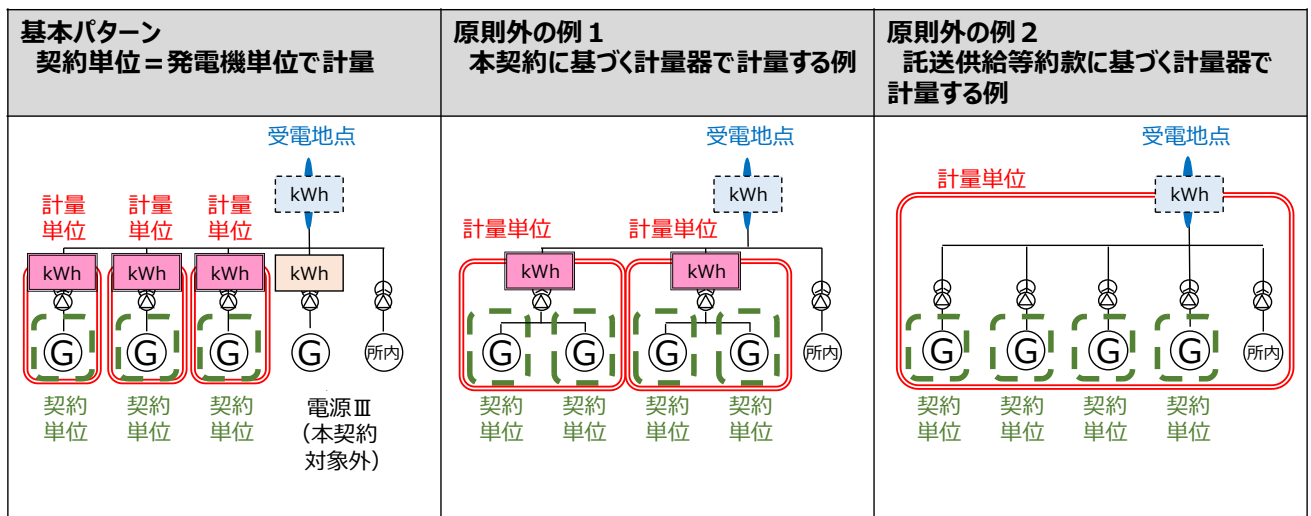 基本パターン
契約単位＝発電機単位で計量
原則外の例１
本契約に基づく計量器で計量する例
原則外の例２
託送供給等約款に基づく計量器で
計量する例
受電地点
kWh
計量
単位
計量
単位
計量
単位
kWh
kWh
kWh
kWh
G
G
G
G
所内
契約
単位
契約
単位
契約
単位
電源Ⅲ
（本契約
対象外）
受電地点
kWh
計量単位
計量単位
kWh
kWh
G
G
G
G
所内
契約
単位
契約
単位
契約
単位
契約
単位
受電地点
計量単位
kWh
G
G
G
G
所内
契約
単位
契約
単位
契約
単位
契約
単位